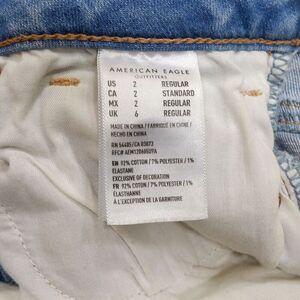 AMERICAN EAGLE
OUTFITTERS
US 2 REGULAR
CA 2 STANDARD
MX 2 REGULAR
UK 6 REGULAR
MADE IN CHINA / FABRIQUÉ EN CHINE /
HECHO EN CHINA
RN 54485/CA 03873
EN 92% COTTON / 7% POLYESTER / 1%
ELASTANE
EXCLUSIVE OF DECORATION
FR 92% COTON / 7% POLYESTER / 1%
ÉLASTHANNE
À L'EXCEPTION DE LA GARNITURE